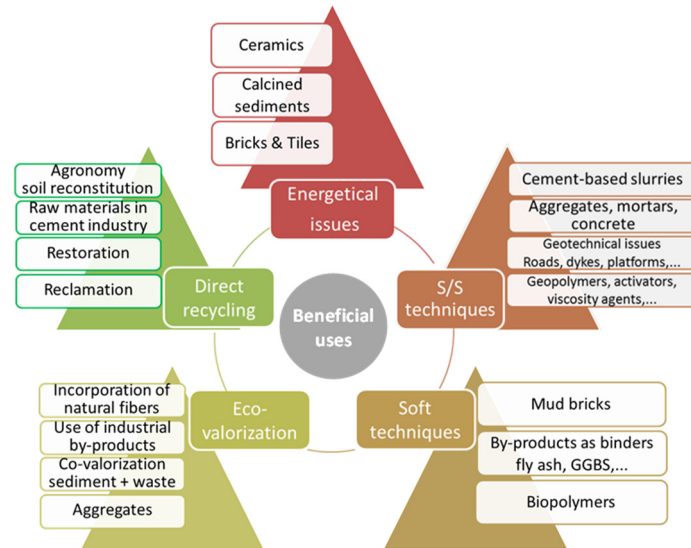 Ceramics
Calcined
sediments
Bricks & Tiles
Energetical
issues
Agronomy
soil reconstitution
Raw materials in
cement industry
Restoration
Reclamation
Direct
recycling
Cement-based slurries
Aggregates, mortars,
concrete
Geotechnical issues
Roads, dykes, platforms,...
Geopolymers, activators,
viscosity agents,...
S/S
techniques
Beneficial
uses
Incorporation of
natural fibers
Use of industrial
by-products
Co-valorization
sediment + waste
Aggregates
Eco-
valorization
Soft
techniques
Mud bricks
By-products as binders
fly ash, GGBS,...
Biopolymers